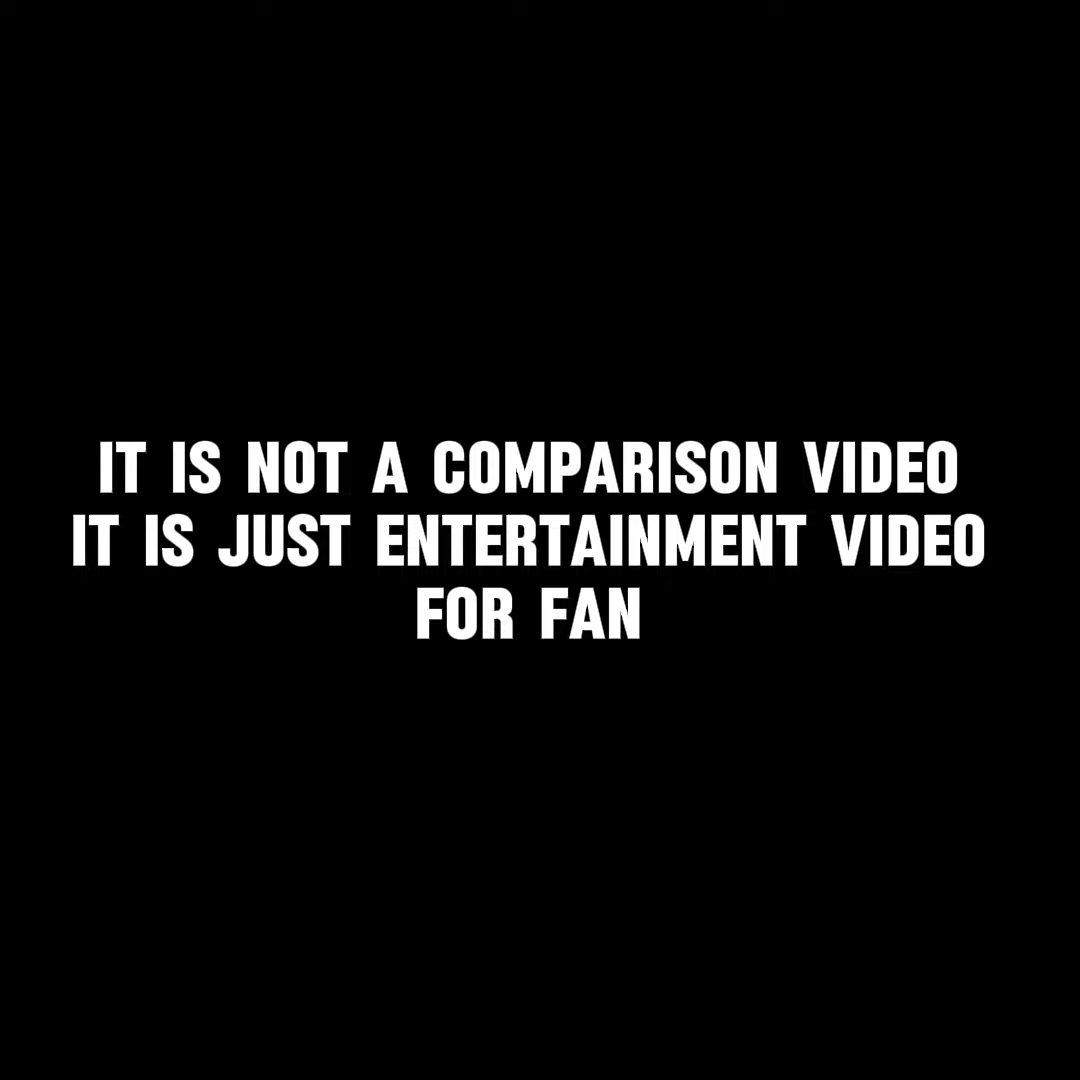 IT IS NOT A COMPARISON VIDEO
IT IS JUST ENTERTAINMENT VIDEO
FOR FAN